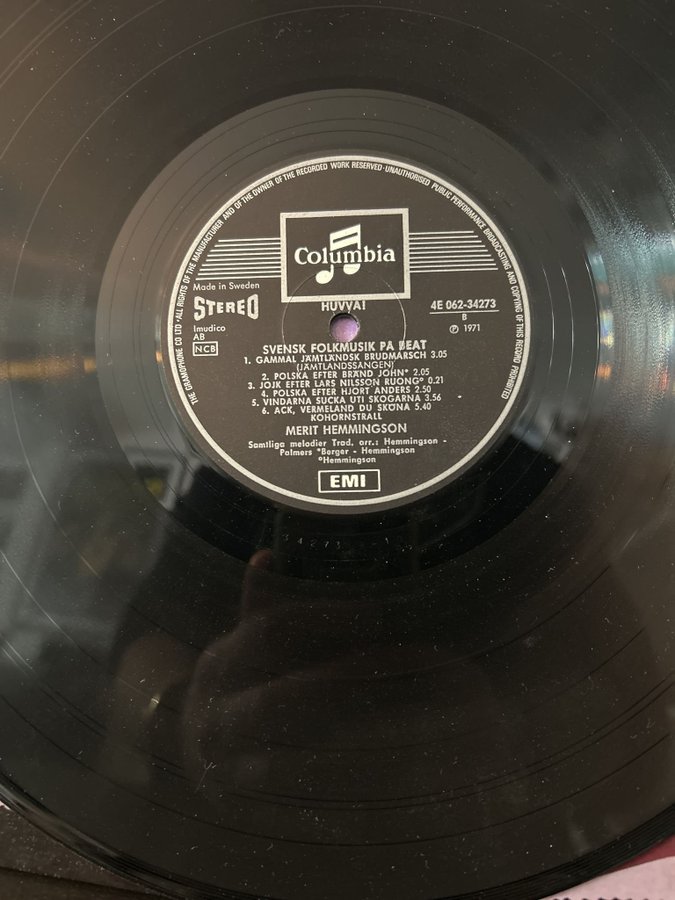 THE GRAMOPHONE CO LTD · ALL RIGHTS OF THE MANUFACTURER AND OF THE OWNER OF THE RECORDED WORK RESERVED · UNAUTHORISED PUBLIC PERFORMANCE BROADCASTING AND COPYING OF THIS RECORD PROHIBITED
Columbia
Made in Sweden
STEREO
Imudico
AB
NCB
HUVVA!
4E 062-34273
B
℗ 1971
SVENSK FOLKMUSIK PÅ BEAT
1. GAMMAL JÄMTLÄNDSK BRUDMARSCH 3.05
(JÄMTLANDSSÅNGEN)
2. POLSKA EFTER BRÄND JOHN* 2.05
3. JOJK EFTER LARS NILSSON RUONG° 0.21
4. POLSKA EFTER HJORT ANDERS 2.50
5. VINDARNA SUCKA UTI SKOGARNA 3.56
6. ACK, VERMELAND DU SKÖNA 5.40
KOHORNSTRALL
MERIT HEMMINGSON
Samtliga melodier Trad. arr.: Hemmingson -
Palmers *Berger - Hemmingson
°Hemmingson
EMI